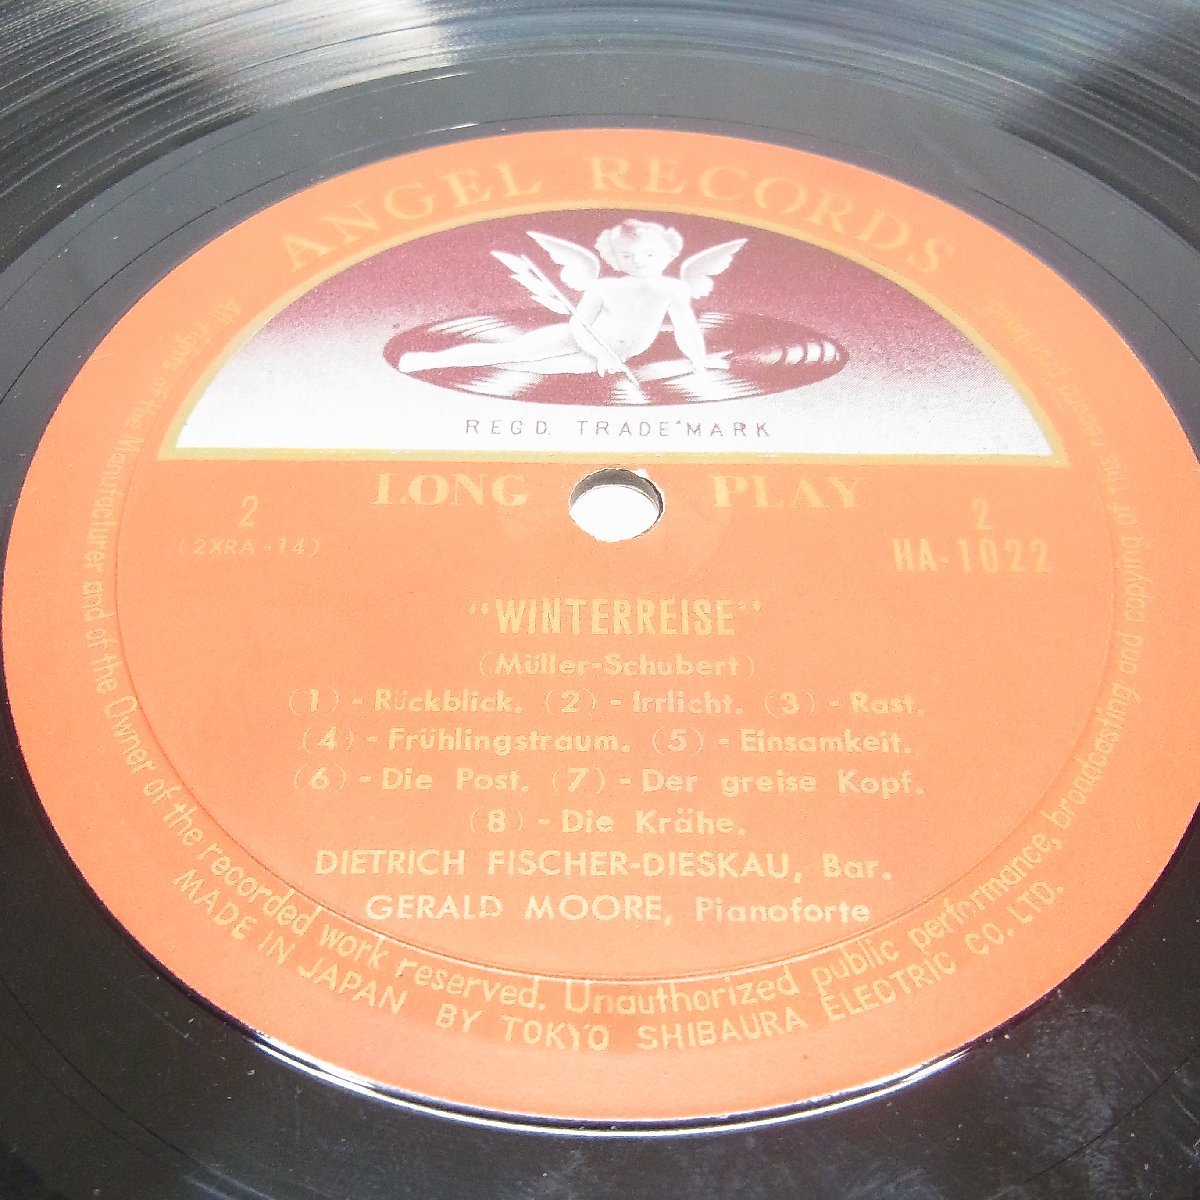 ANGEL RECORDS
REGD. TRADE MARK
LONG PLAY
2
(2XRA-14)
2
HA-1022
"WINTERREISE"
(Müller-Schubert)
(1)-Rückblick. (2)-Irrlicht. (3)-Rast.
(4)-Frühlingstraum. (5)-Einsamkeit.
(6)-Die Post. (7)-Der greise Kopf.
(8)-Die Krähe.
DIETRICH FISCHER-DIESKAU, Bar.
GERALD MOORE, Pianoforte
All rights of the Manufacturer and of the Owner of the recorded work reserved. Unauthorized public performance, broadcasting and copying of this record
MADE IN JAPAN BY TOKYO SHIBAURA ELECTRIC CO. LTD.